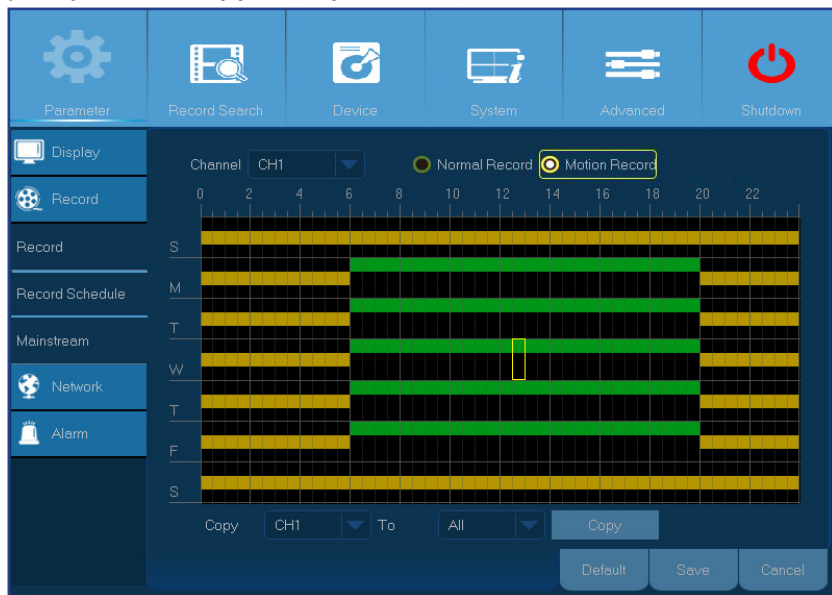 Parameter Record Search Device System Advanced Shutdown
Display
Record
Record
Record Schedule
Mainstream
Network
Alarm
Channel CH1 Normal Record Motion Record
0 2 4 6 8 10 12 14 16 18 20 22
S
M
T
W
T
F
S
Copy CH1 To All Copy
Default Save Cancel